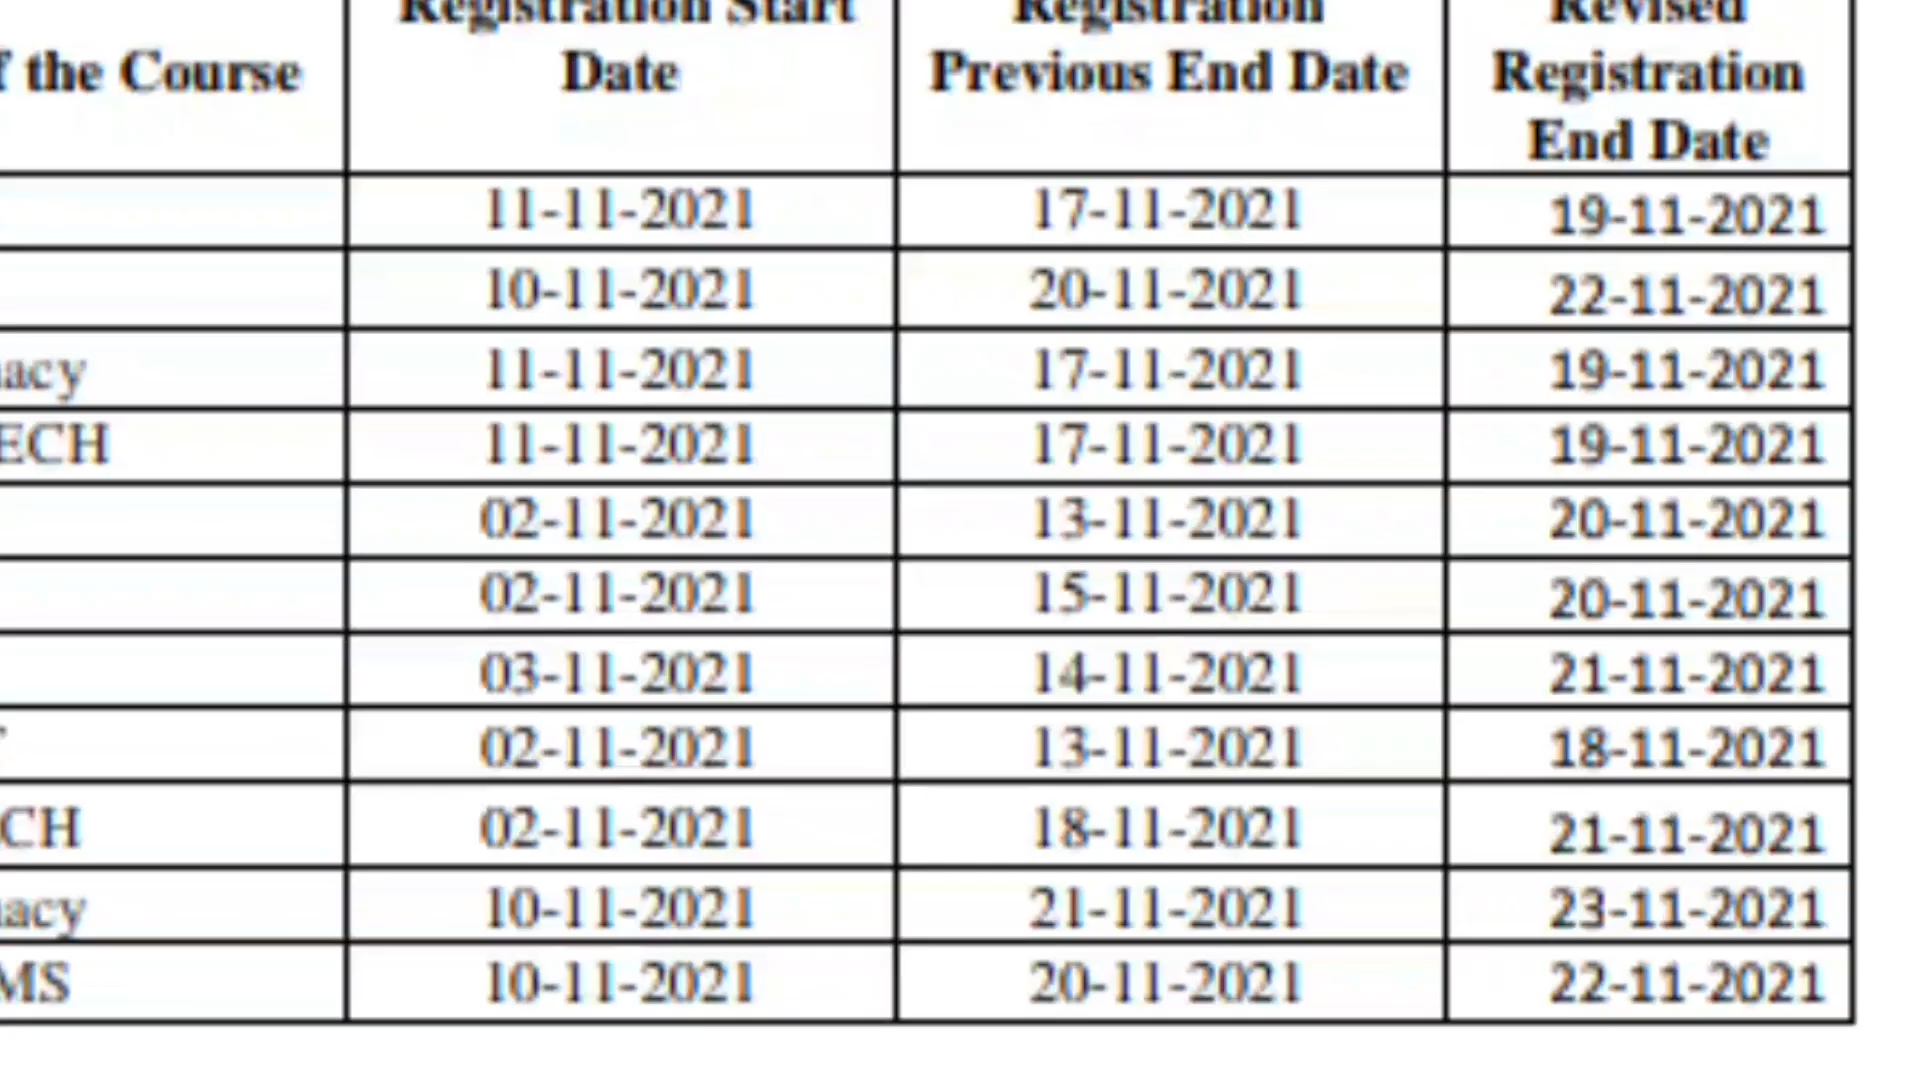 Registration Start Registration Revised
the Course Date Previous End Date Registration
End Date
11-11-2021 17-11-2021 19-11-2021
10-11-2021 20-11-2021 22-11-2021
acy 11-11-2021 17-11-2021 19-11-2021
ECH 11-11-2021 17-11-2021 19-11-2021
02-11-2021 13-11-2021 20-11-2021
02-11-2021 15-11-2021 20-11-2021
03-11-2021 14-11-2021 21-11-2021
02-11-2021 13-11-2021 18-11-2021
CH 02-11-2021 18-11-2021 21-11-2021
acy 10-11-2021 21-11-2021 23-11-2021
MS 10-11-2021 20-11-2021 22-11-2021